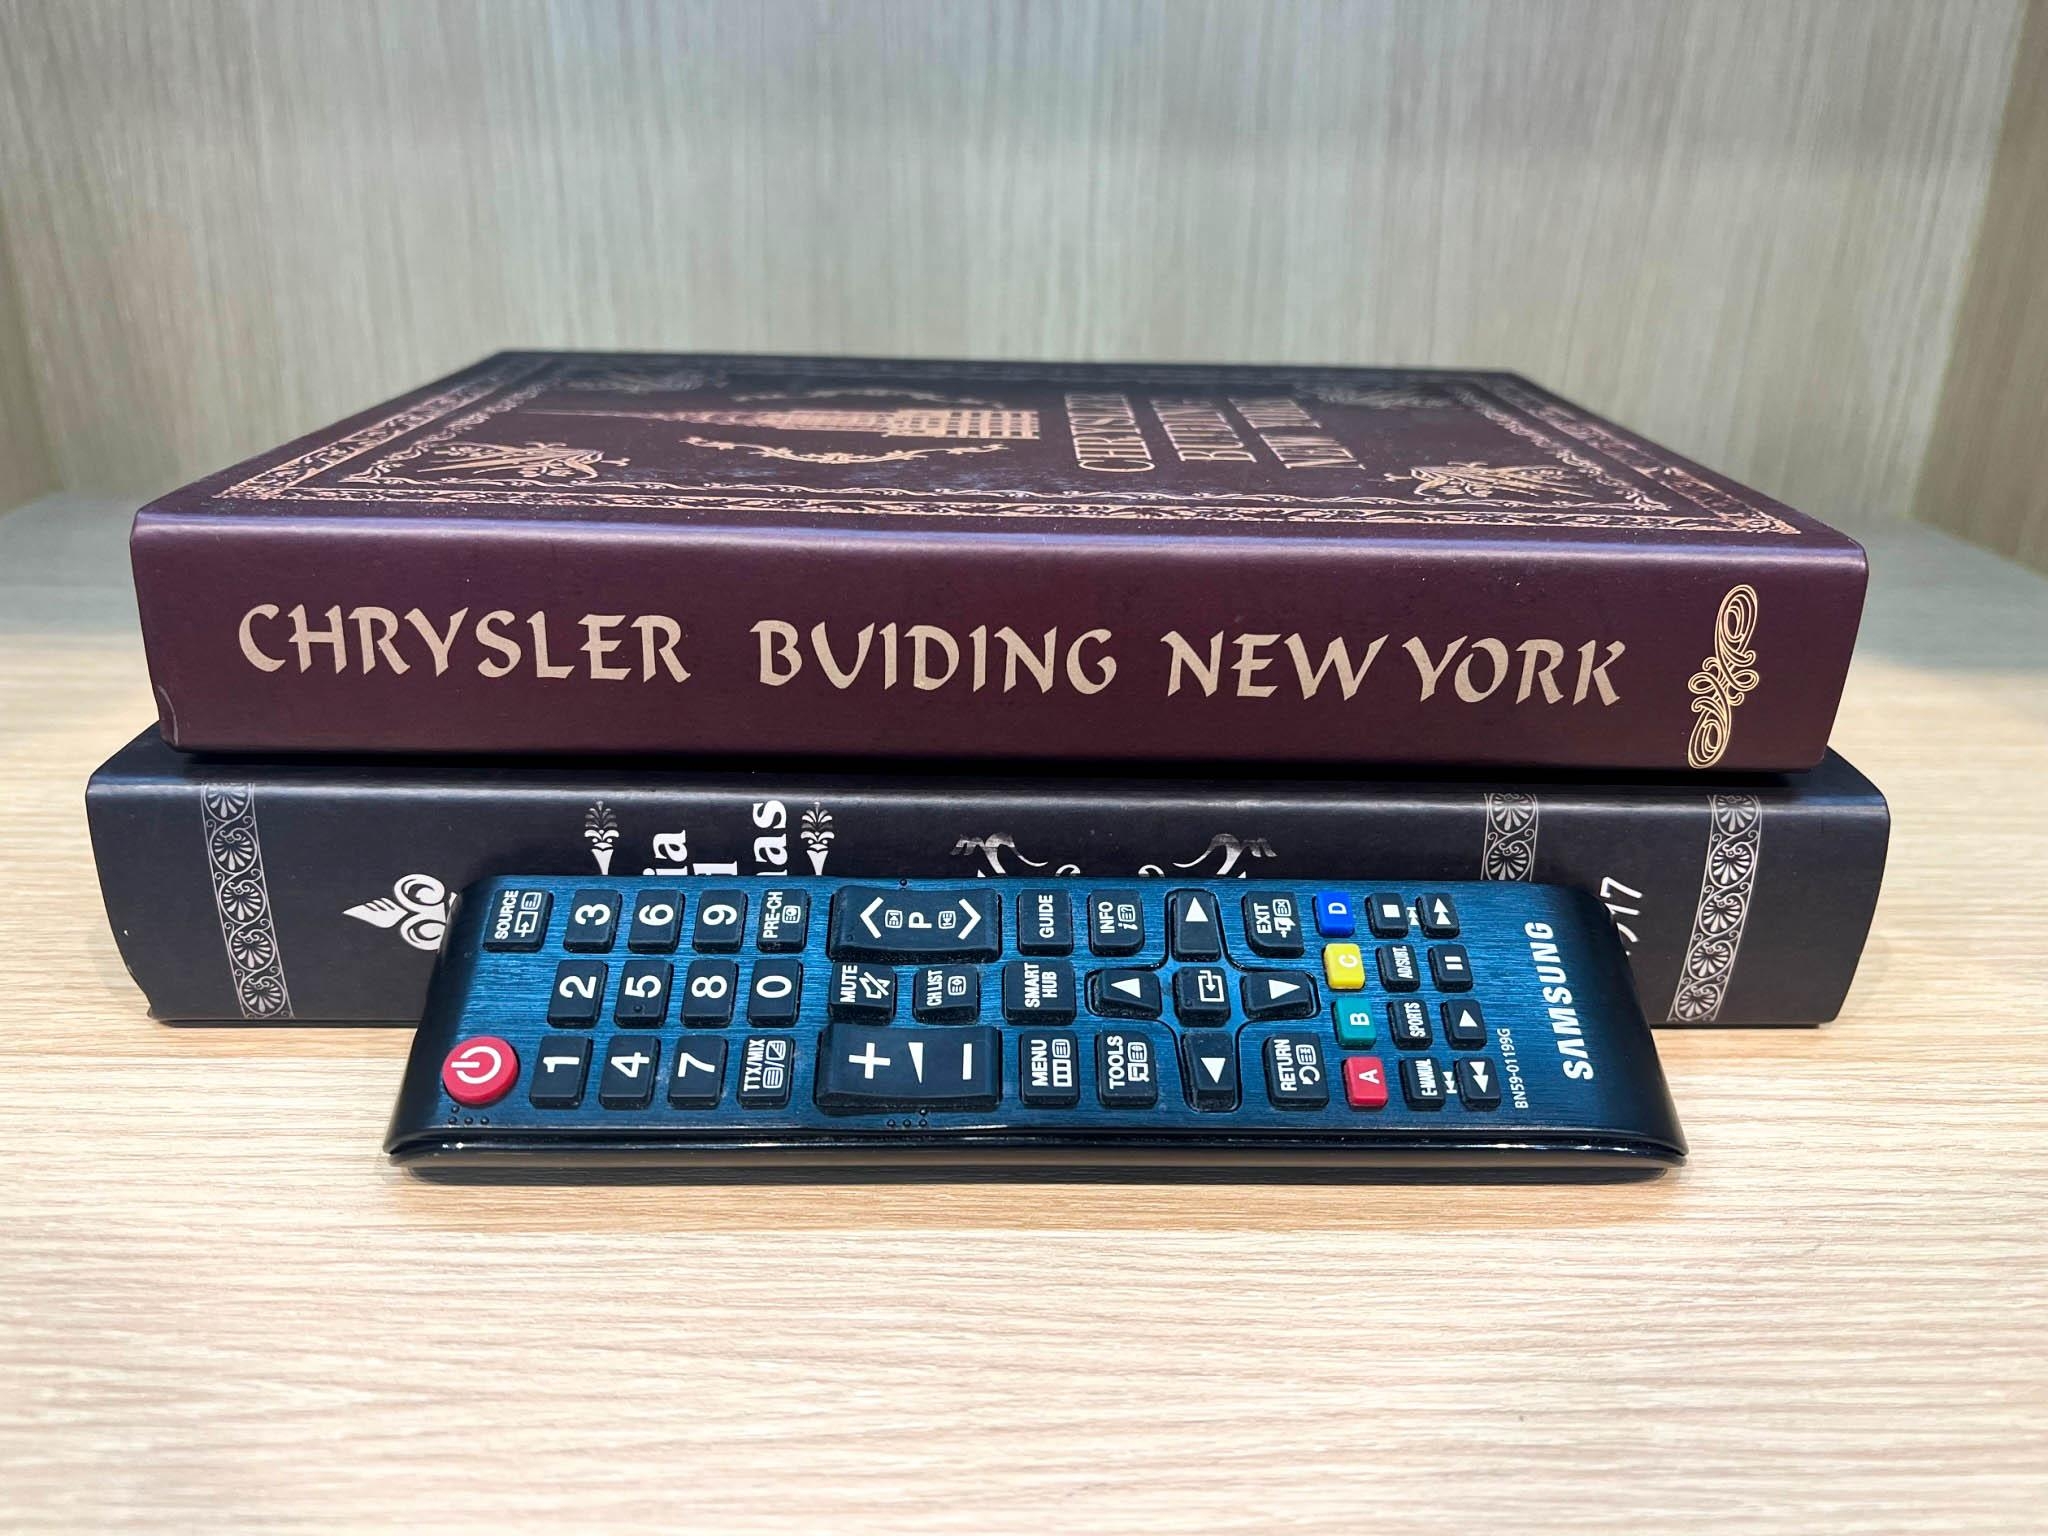 CHRYSLER
NEW YORK
CHRYSLER BUIDING NEW YORK
SOURCE
3 6 9 PRE-CH
2 5 8 0
1 4 7 TTX/MIX
P
MUTE CH LIST
+ −
GUIDE INFO
SMART HUB
MENU TOOLS
EXIT
RETURN
D
C
B
A
AD/SUBT.
SPORTS
E-MANUAL
BN59-01199G
SAMSUNG